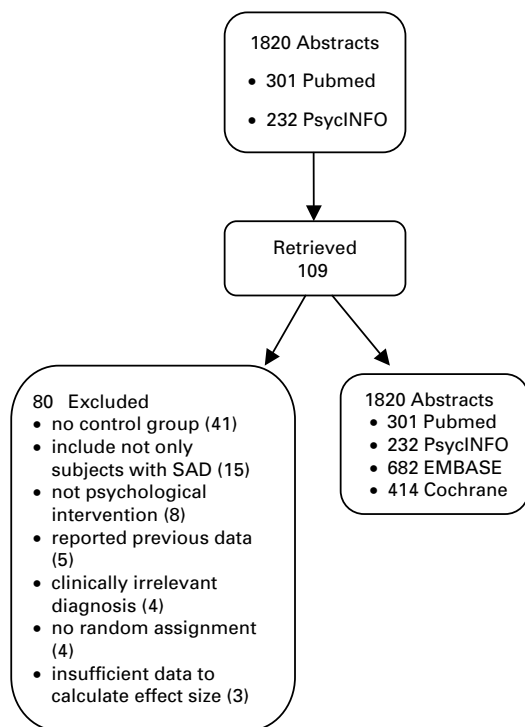 1820 Abstracts
• 301 Pubmed
• 232 PsycINFO
Retrieved
109
80 Excluded
• no control group (41)
• include not only
subjects with SAD (15)
• not psychological
intervention (8)
• reported previous data
(5)
• clinically irrelevant
diagnosis (4)
• no random assignment
(4)
• insufficient data to
calculate effect size (3)
1820 Abstracts
• 301 Pubmed
• 232 PsycINFO
• 682 EMBASE
• 414 Cochrane